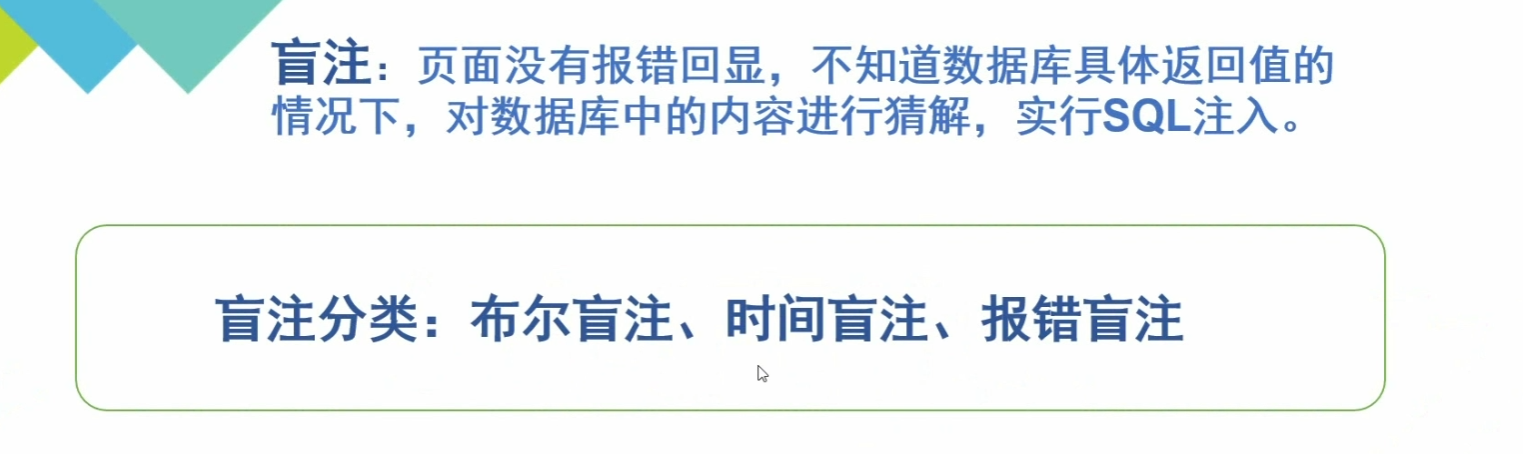 盲注：页面没有报错回显，不知道数据库具体返回值的
情况下，对数据库中的内容进行猜解，实行SQL注入。
盲注分类：布尔盲注、时间盲注、报错盲注